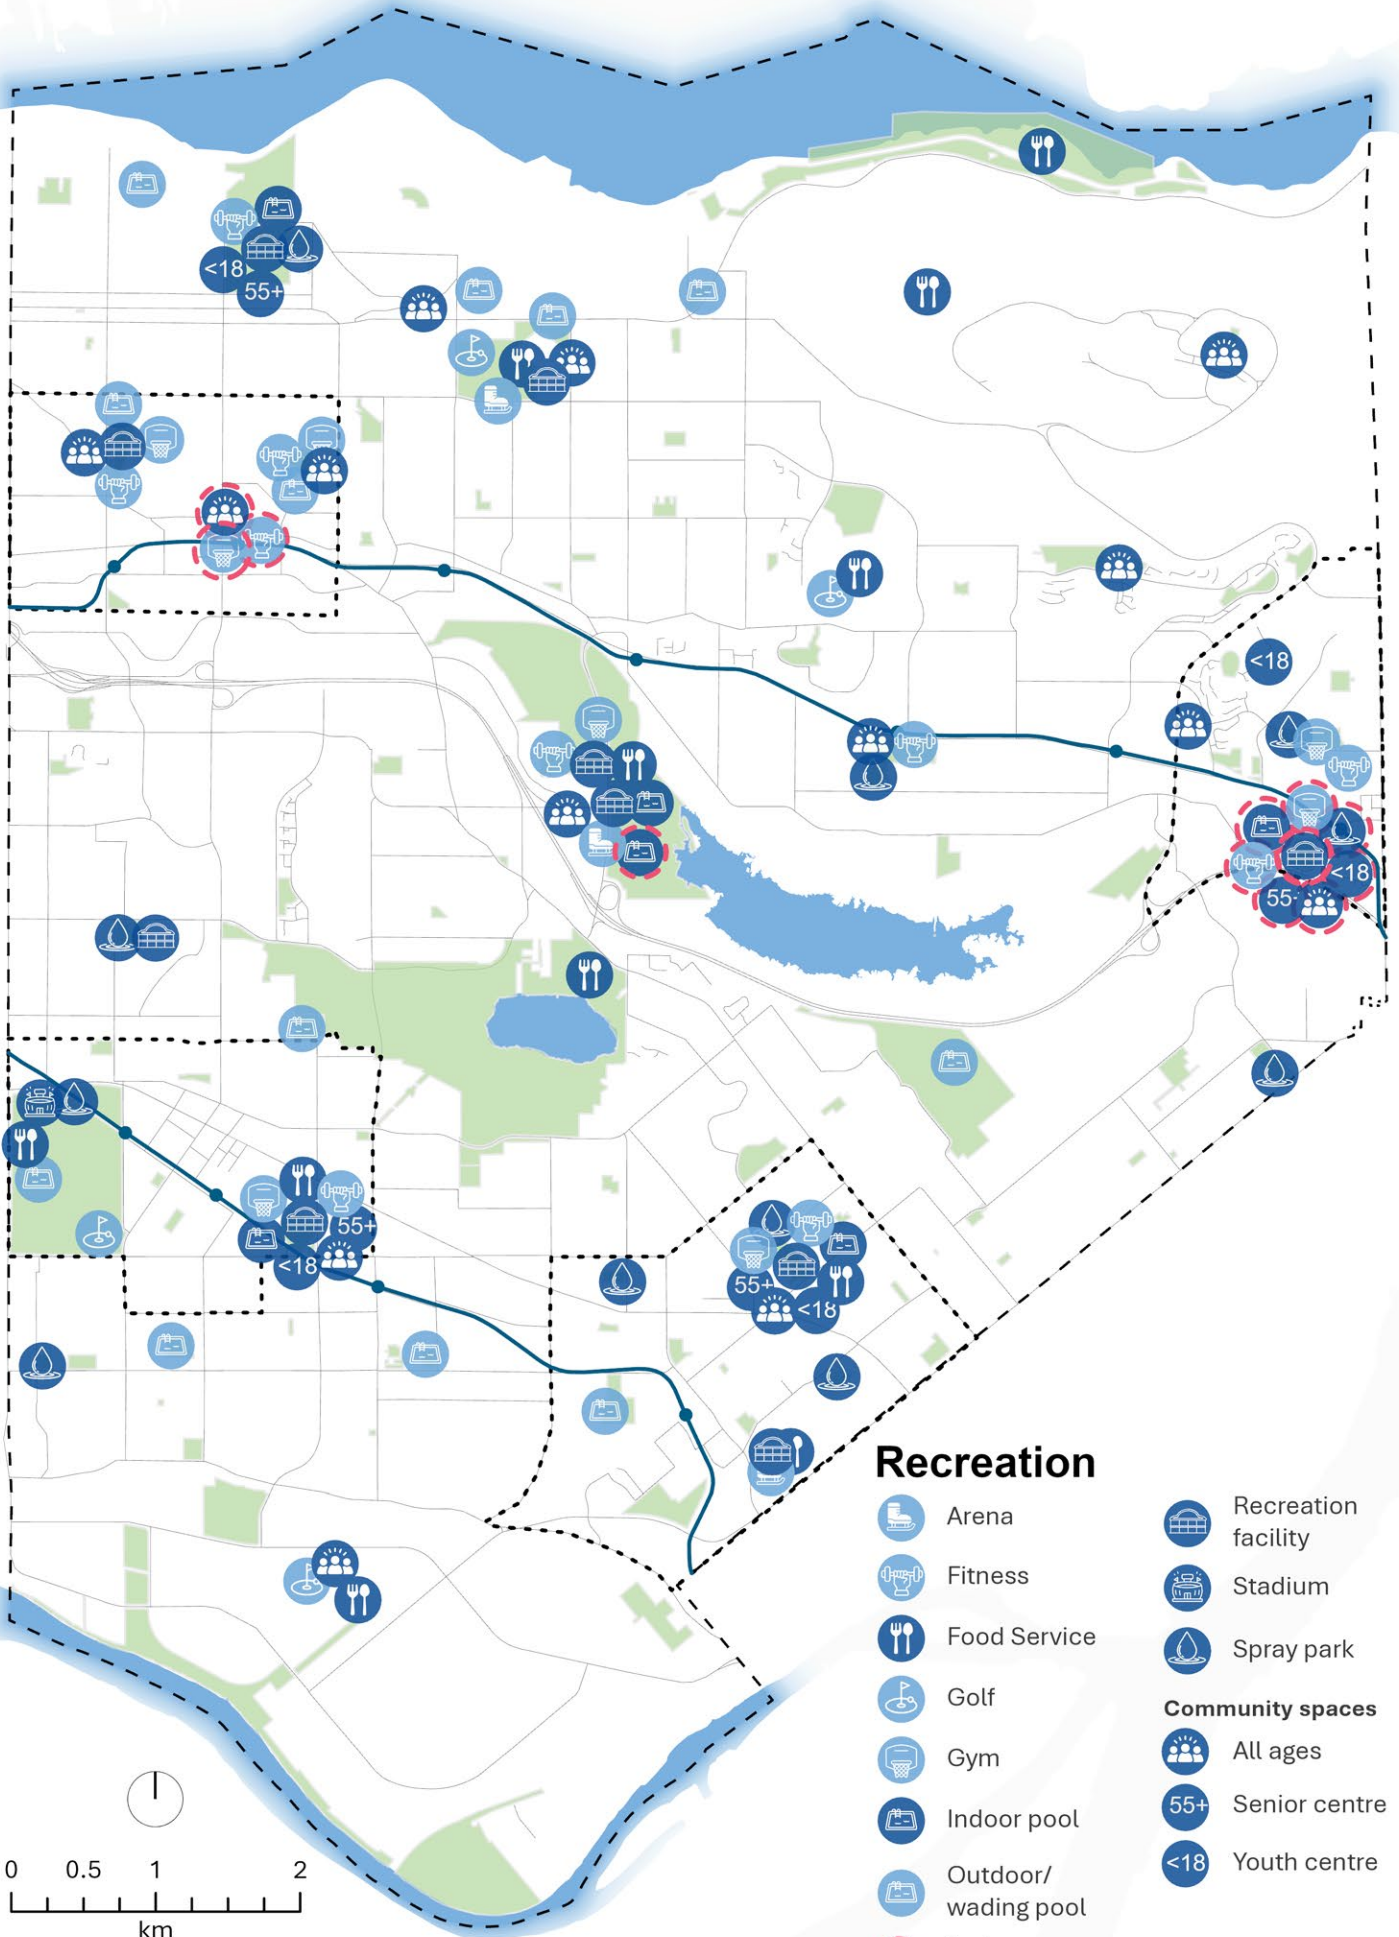 <18
55+
<18
<18
55+
55+
<18
55+
<18
Recreation
Arena
Fitness
Food Service
Golf
Gym
Indoor pool
Outdoor/
wading pool
Recreation
facility
Stadium
Spray park
Community spaces
All ages
55+ Senior centre
<18 Youth centre
0 0.5 1 2
km